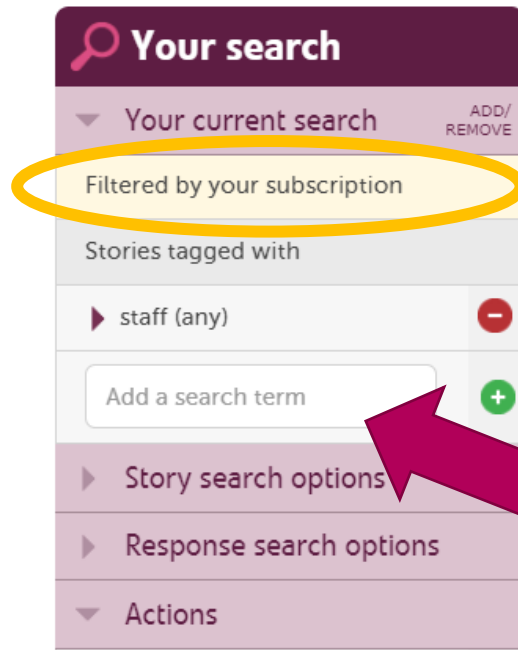 Your search
Your current search
ADD/
REMOVE
Filtered by your subscription
Stories tagged with
staff (any)
Add a search term
Story search options
Response search options
Actions